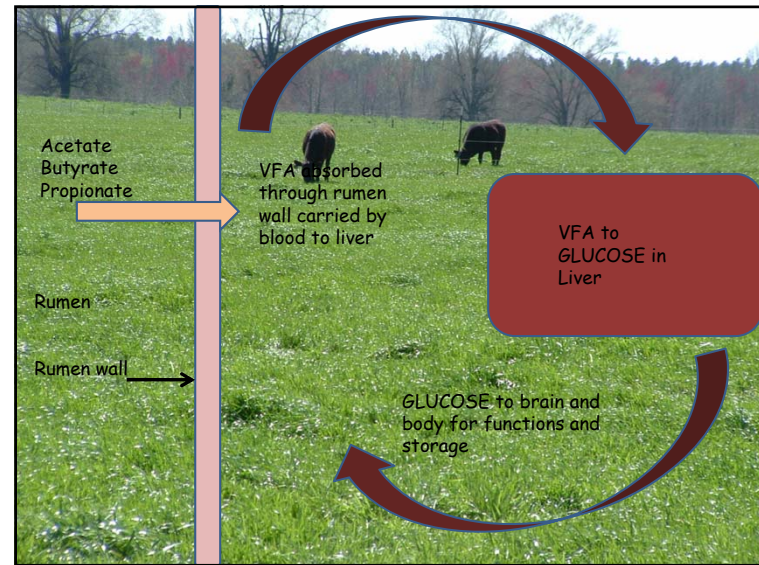 Acetate
Butyrate
Propionate
VFA absorbed
through rumen
wall carried by
blood to liver
VFA to
GLUCOSE in
Liver
Rumen
Rumen wall
GLUCOSE to brain and
body for functions and
storage